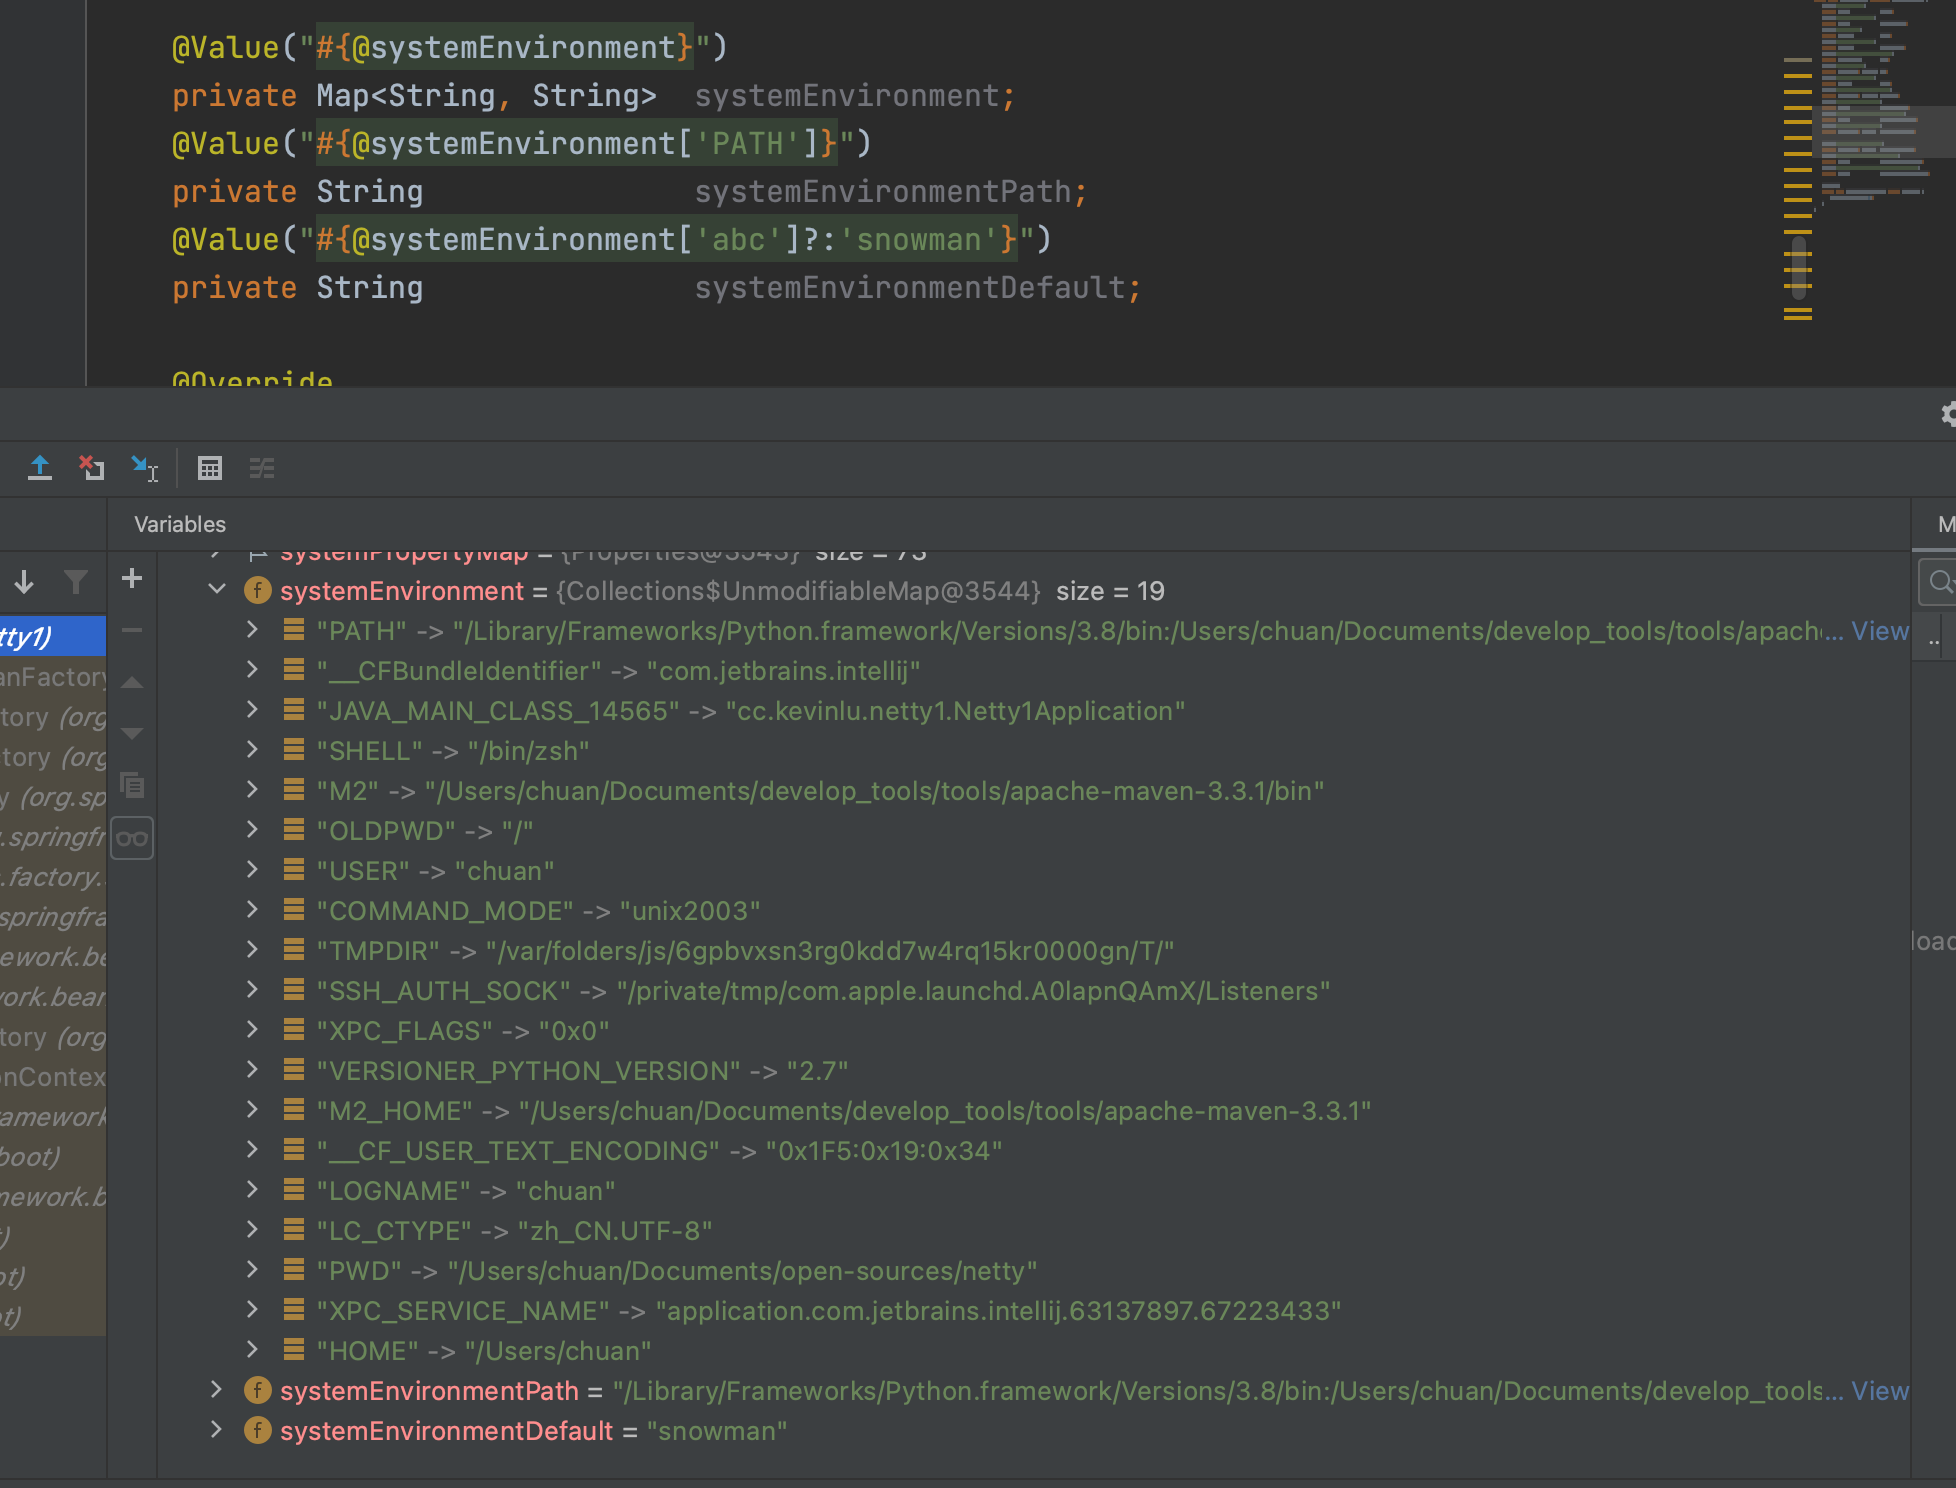 @Value("#{@systemEnvironment}")
private Map<String, String> systemEnvironment;
@Value("#{@systemEnvironment['PATH']}")
private String systemEnvironmentPath;
@Value("#{@systemEnvironment['abc']?:'snowman'}")
private String systemEnvironmentDefault;
@Override
Variables
M
systemPropertyMap = {Properties@3543} size = 73
systemEnvironment = {Collections$UnmodifiableMap@3544} size = 19
"PATH" -> "/Library/Frameworks/Python.framework/Versions/3.8/bin:/Users/chuan/Documents/develop_tools/tools/apach... View
"__CFBundleIdentifier" -> "com.jetbrains.intellij"
"JAVA_MAIN_CLASS_14565" -> "cc.kevinlu.netty1.Netty1Application"
"SHELL" -> "/bin/zsh"
"M2" -> "/Users/chuan/Documents/develop_tools/tools/apache-maven-3.3.1/bin"
"OLDPWD" -> "/"
"USER" -> "chuan"
"COMMAND_MODE" -> "unix2003"
"TMPDIR" -> "/var/folders/js/6gpbvxsn3rg0kdd7w4rq15kr0000gn/T/"
"SSH_AUTH_SOCK" -> "/private/tmp/com.apple.launchd.A0lapnQAmX/Listeners"
"XPC_FLAGS" -> "0x0"
"VERSIONER_PYTHON_VERSION" -> "2.7"
"M2_HOME" -> "/Users/chuan/Documents/develop_tools/tools/apache-maven-3.3.1"
"__CF_USER_TEXT_ENCODING" -> "0x1F5:0x19:0x34"
"LOGNAME" -> "chuan"
"LC_CTYPE" -> "zh_CN.UTF-8"
"PWD" -> "/Users/chuan/Documents/open-sources/netty"
"XPC_SERVICE_NAME" -> "application.com.jetbrains.intellij.63137897.67223433"
"HOME" -> "/Users/chuan"
systemEnvironmentPath = "/Library/Frameworks/Python.framework/Versions/3.8/bin:/Users/chuan/Documents/develop_tools... View
systemEnvironmentDefault = "snowman"
tty1)
anFactory
tory (org
tory (org
y (org.sp
.springfr
.factory.
springfra
ework.be
work.bear
tory (org
onContex
amework
boot)
nework.b
t)
ot)
ot)
load